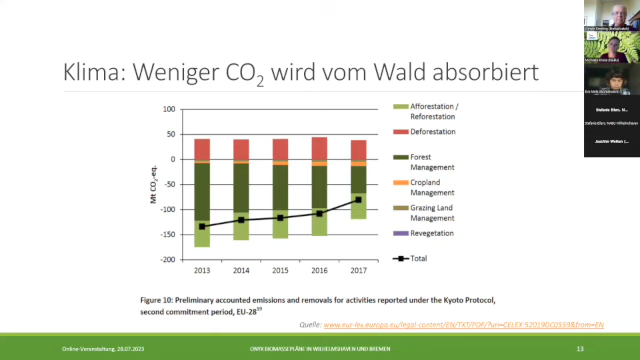 Klima: Weniger CO2 wird vom Wald absorbiert
100
50
0
-50
-100
-150
-200
Mt CO2-eq.
2013 2014 2015 2016 2017
Afforestation /
Reforestation
Deforestation
Forest
Management
Cropland
Management
Grazing Land
Management
Revegetation
Total
Figure 10: Preliminary accounted emissions and removals for activities reported under the Kyoto Protocol,
second commitment period, EU-28
Quelle:
Online-Veranstaltung, 28.07.2023
ONYX BIOMASSEPLÄNE IN WILHELMSHAVEN UND BREMEN
13